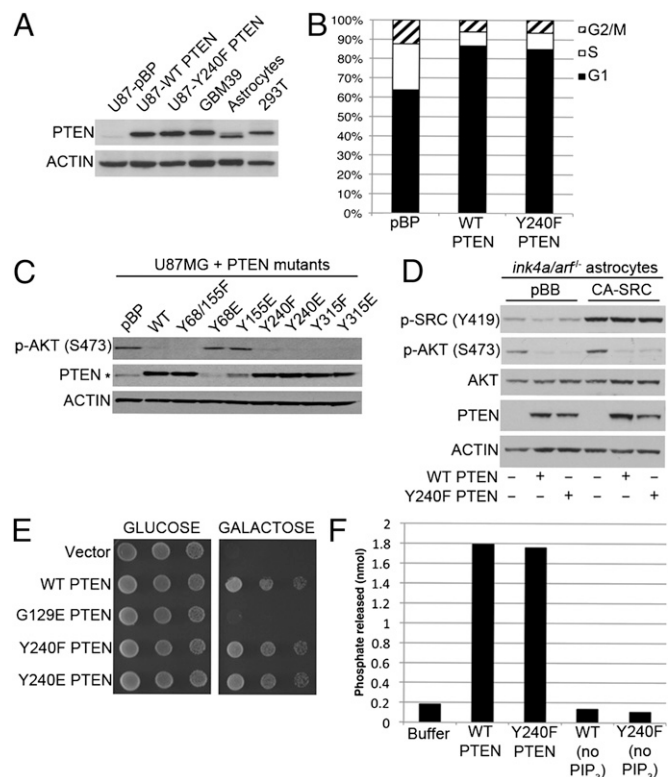 A
U87-pBP
U87-WT PTEN
U87-Y240F PTEN
GBM39
Astrocytes
293T
PTEN
ACTIN
B
100%
90%
80%
70%
60%
50%
40%
30%
20%
10%
0%
pBP
WT
PTEN
Y240F
PTEN
G2/M
S
G1
C
U87MG + PTEN mutants
pBP
WT
Y68/155F
Y68E
Y155E
Y240F
Y240E
Y315F
Y315E
p-AKT (S473)
PTEN *
ACTIN
D
ink4a/arf-/- astrocytes
pBB CA-SRC
p-SRC (Y419)
p-AKT (S473)
AKT
PTEN
ACTIN
WT PTEN – + – – + –
Y240F PTEN – – + – – +
E
GLUCOSE GALACTOSE
Vector
WT PTEN
G129E PTEN
Y240F PTEN
Y240E PTEN
F
Phosphate released (nmol)
2
1.8
1.6
1.4
1.2
1
0.8
0.6
0.4
0.2
0
Buffer
WT
PTEN
Y240F
PTEN
WT
(no
PIP3)
Y240F
(no
PIP3)